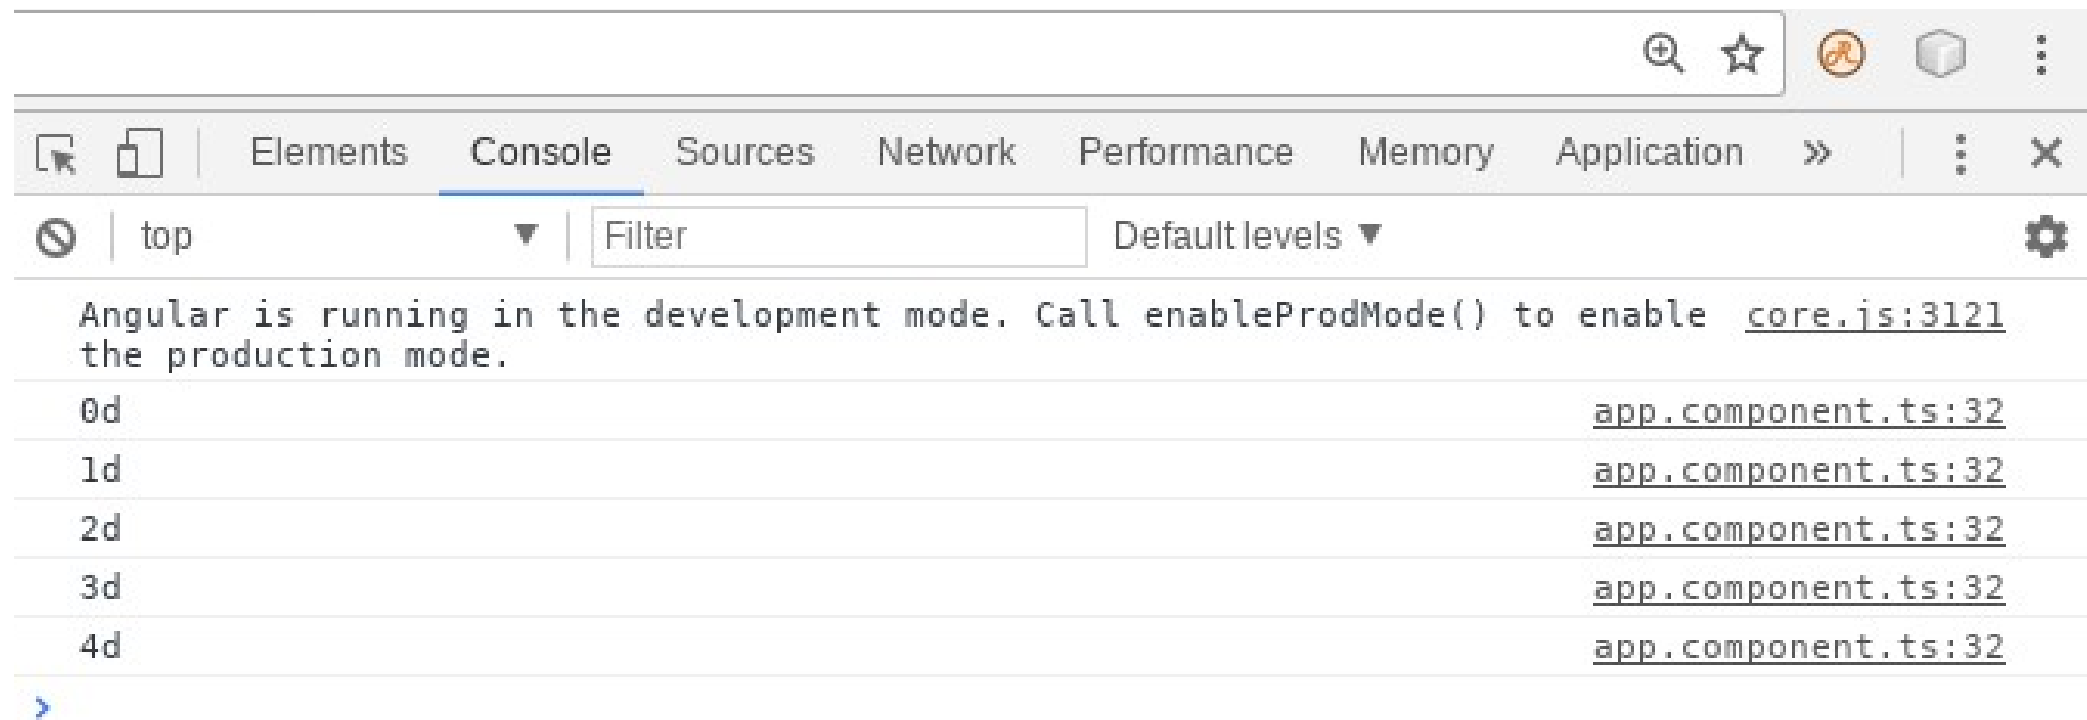 Elements Console Sources Network Performance Memory Application »
top ▼ Filter Default levels ▼
Angular is running in the development mode. Call enableProdMode() to enable core.js:3121
the production mode.
0d app.component.ts:32
1d app.component.ts:32
2d app.component.ts:32
3d app.component.ts:32
4d app.component.ts:32